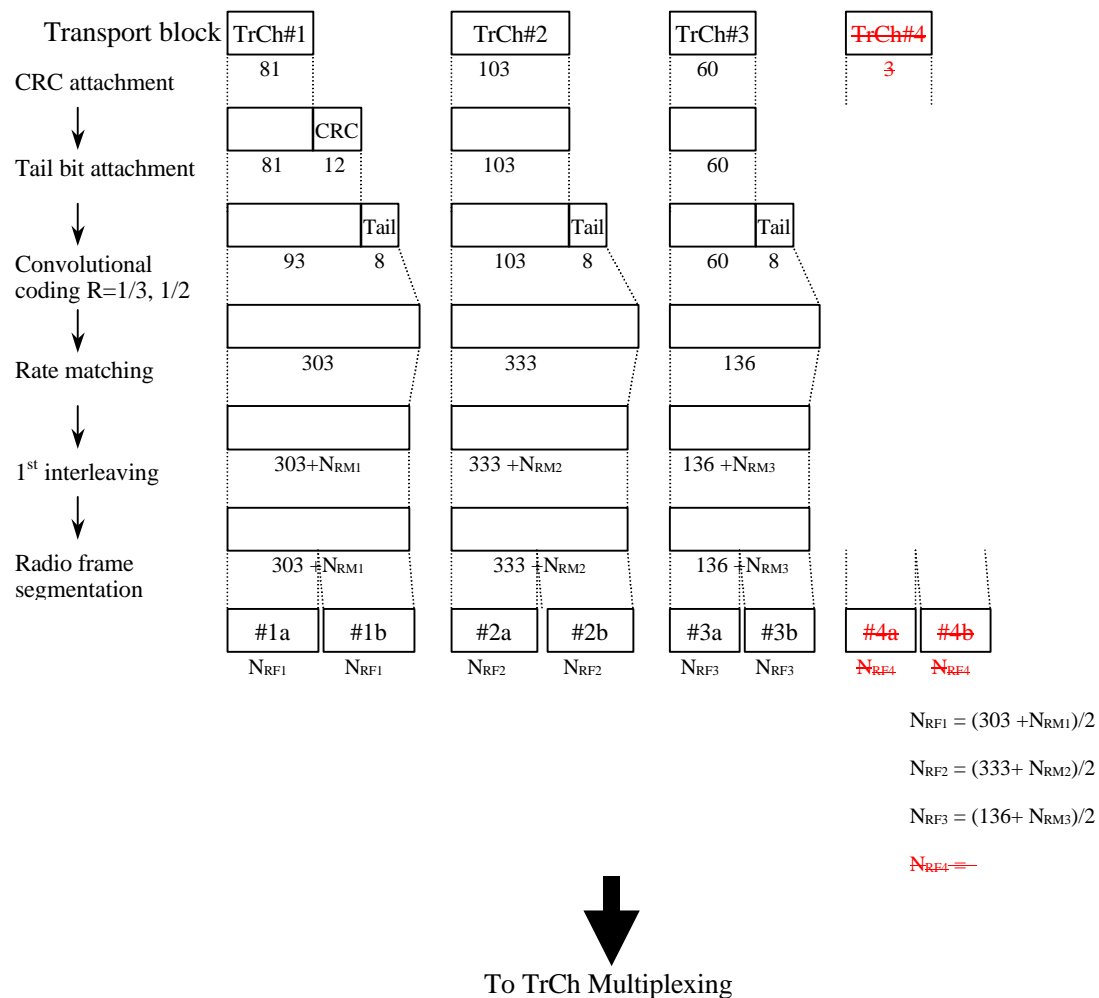 Transport block TrCh#1 TrCh#2 TrCh#3 TrCh#4
81 103 60 3
CRC attachment
CRC
81 12 103 60
Tail bit attachment
Tail Tail Tail
93 8 103 8 60 8
Convolutional
coding R=1/3, 1/2
303 333 136
Rate matching
303+NRM1 333 +NRM2 136 +NRM3
1st interleaving
303 +NRM1 333 +NRM2 136 +NRM3
Radio frame
segmentation
#1a #1b #2a #2b #3a #3b #4a #4b
NRF1 NRF1 NRF2 NRF2 NRF3 NRF3 NRF4 NRF4
NRF1 = (303 +NRM1)/2
NRF2 = (333+ NRM2)/2
NRF3 = (136+ NRM3)/2
NRF4 =
To TrCh Multiplexing